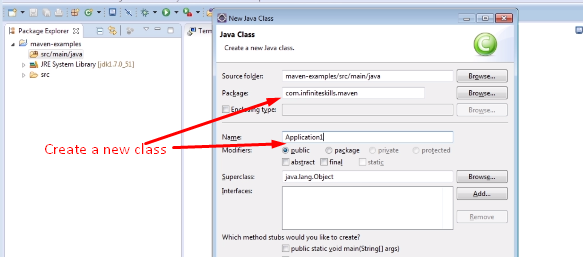 New Java Class
Package Explorer
Term
Java Class
Create a new Java class.
maven-examples
src/main/java
JRE System Library [jdk1.7.0_51]
src
Source folder:
maven-examples/src/main/java
Browse...
Package:
com.infiniteskills.maven
Browse...
Enclosing type:
Browse...
Create a new class
Name:
Application1
Modifiers:
public
package
private
protected
abstract
final
static
Superclass:
java.lang.Object
Browse...
Interfaces:
Add...
Remove
Which method stubs would you like to create?
public static void main(String[] args)